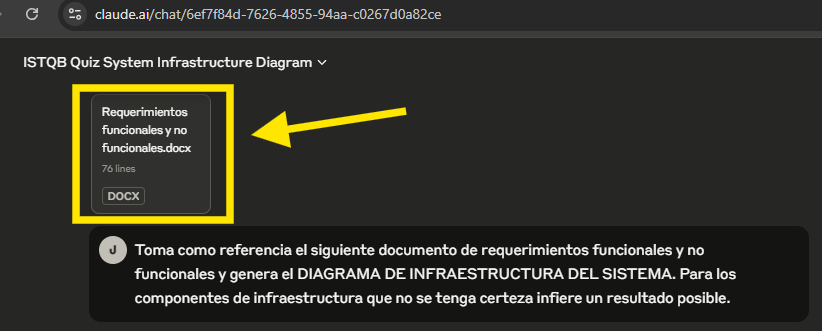 claude.ai/chat/6ef7f84d-7626-4855-94aa-c0267d0a82ce
ISTQB Quiz System Infrastructure Diagram
Requerimientos
funcionales y no
funcionales.docx
76 lines
DOCX
J
Toma como referencia el siguiente documento de requerimientos funcionales y no
funcionales y genera el DIAGRAMA DE INFRAESTRUCTURA DEL SISTEMA. Para los
componentes de infraestructura que no se tenga certeza infiere un resultado posible.